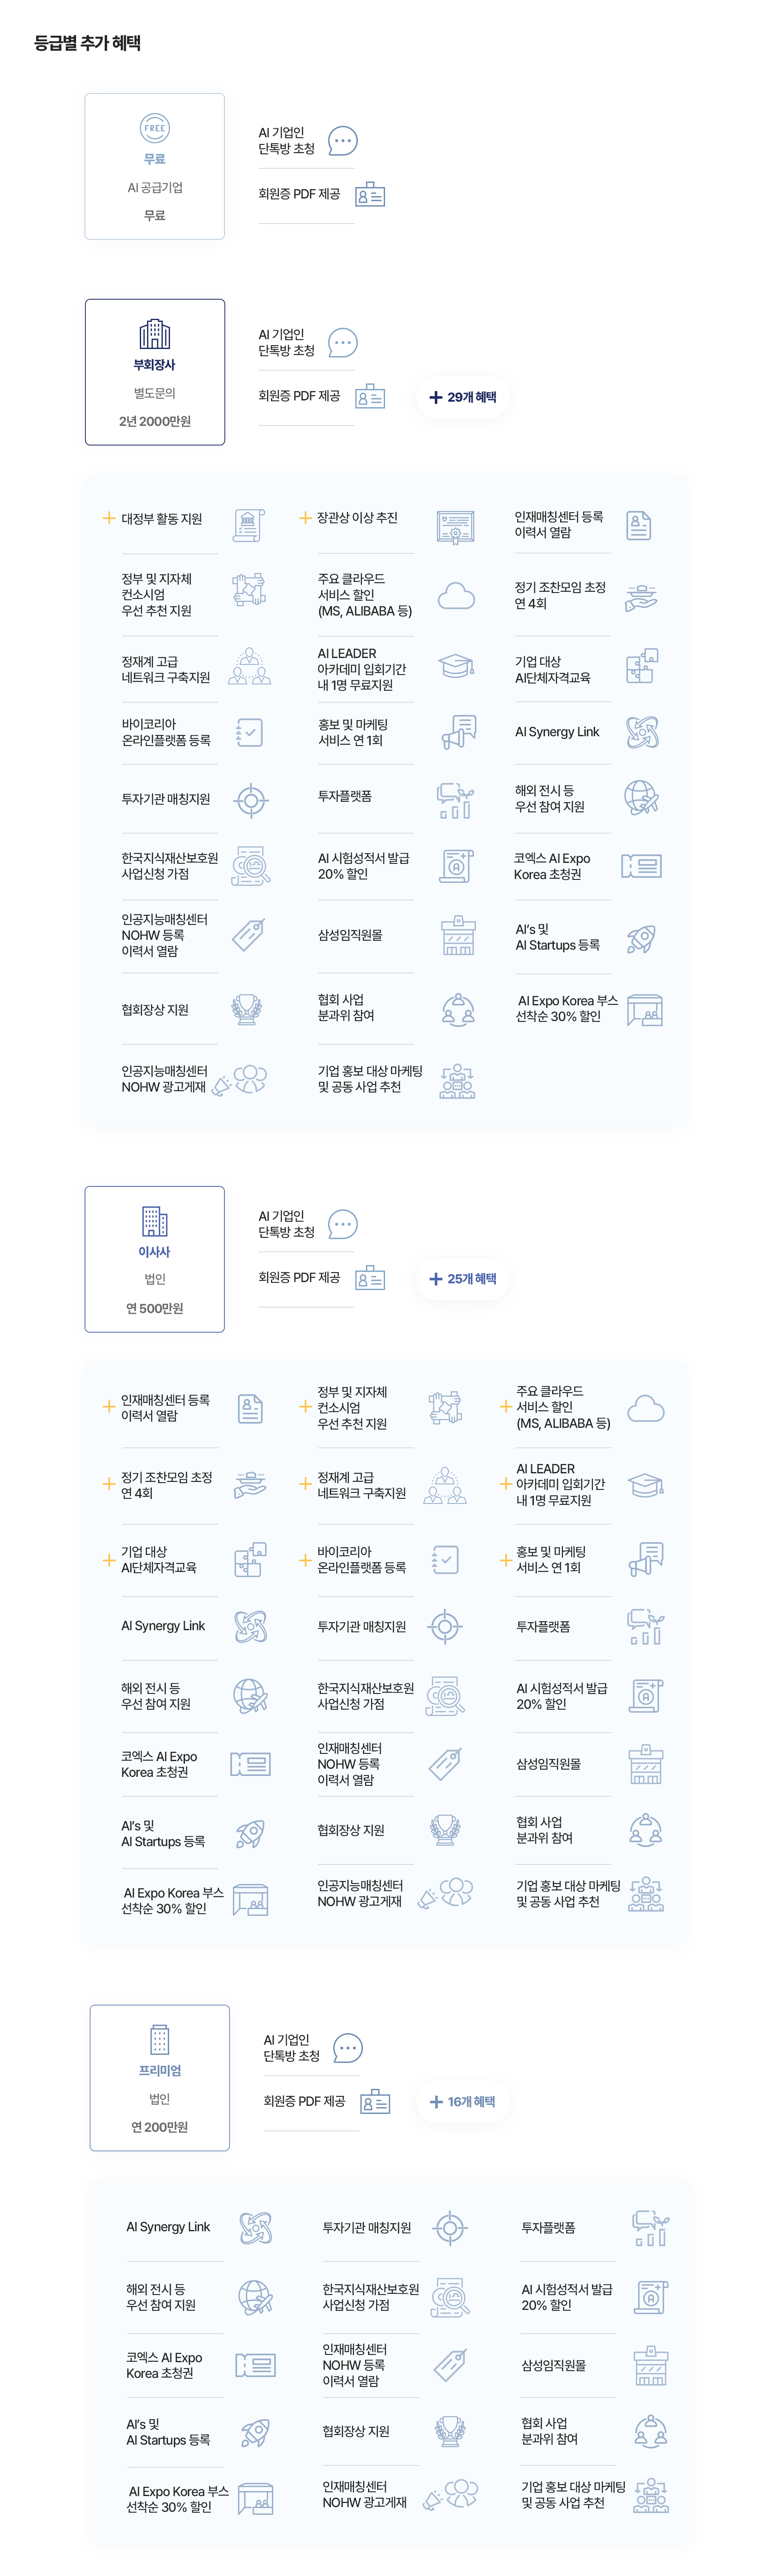 등급별 추가 혜택
FREE
무료
AI 공급기업
무료
AI 기업인
단톡방 초청
회원증 PDF 제공
부회장사
별도문의
2년 2000만원
AI 기업인
단톡방 초청
회원증 PDF 제공
+ 29개 혜택
+ 대정부 활동 지원
+ 장관상 이상 추진
인재매칭센터 등록
이력서 열람
정부 및 지자체
컨소시엄
우선 추천 지원
주요 클라우드
서비스 할인
(MS, ALIBABA 등)
정기 조찬모임 초정
연 4회
정재계 고급
네트워크 구축지원
AI LEADER
아카데미 입회기간
내 1명 무료지원
기업 대상
AI단체자격교육
바이코리아
온라인플랫폼 등록
홍보 및 마케팅
서비스 연 1회
AI Synergy Link
투자기관 매칭지원
투자플랫폼
해외 전시 등
우선 참여 지원
한국지식재산보호원
사업신청 가점
AI 시험성적서 발급
20% 할인
코엑스 AI Expo
Korea 초청권
인공지능매칭센터
NOHW 등록
이력서 열람
삼성임직원몰
AI's 및
AI Startups 등록
협회장상 지원
협회 사업
분과위 참여
AI Expo Korea 부스
선착순 30% 할인
인공지능매칭센터
NOHW 광고게재
기업 홍보 대상 마케팅
및 공동 사업 추천
이사사
법인
연 500만원
AI 기업인
단톡방 초청
회원증 PDF 제공
+ 25개 혜택
+ 인재매칭센터 등록
이력서 열람
+ 정부 및 지자체
컨소시엄
우선 추천 지원
+ 주요 클라우드
서비스 할인
(MS, ALIBABA 등)
+ 정기 조찬모임 초정
연 4회
+ 정재계 고급
네트워크 구축지원
+ AI LEADER
아카데미 입회기간
내 1명 무료지원
+ 기업 대상
AI단체자격교육
+ 바이코리아
온라인플랫폼 등록
+ 홍보 및 마케팅
서비스 연 1회
AI Synergy Link
투자기관 매칭지원
투자플랫폼
해외 전시 등
우선 참여 지원
한국지식재산보호원
사업신청 가점
AI 시험성적서 발급
20% 할인
코엑스 AI Expo
Korea 초청권
인재매칭센터
NOHW 등록
이력서 열람
삼성임직원몰
AI's 및
AI Startups 등록
협회장상 지원
협회 사업
분과위 참여
AI Expo Korea 부스
선착순 30% 할인
인공지능매칭센터
NOHW 광고게재
기업 홍보 대상 마케팅
및 공동 사업 추천
프리미엄
법인
연 200만원
AI 기업인
단톡방 초청
회원증 PDF 제공
+ 16개 혜택
AI Synergy Link
투자기관 매칭지원
투자플랫폼
해외 전시 등
우선 참여 지원
한국지식재산보호원
사업신청 가점
AI 시험성적서 발급
20% 할인
코엑스 AI Expo
Korea 초청권
인재매칭센터
NOHW 등록
이력서 열람
삼성임직원몰
AI's 및
AI Startups 등록
협회장상 지원
협회 사업
분과위 참여
AI Expo Korea 부스
선착순 30% 할인
인재매칭센터
NOHW 광고게재
기업 홍보 대상 마케팅
및 공동 사업 추천